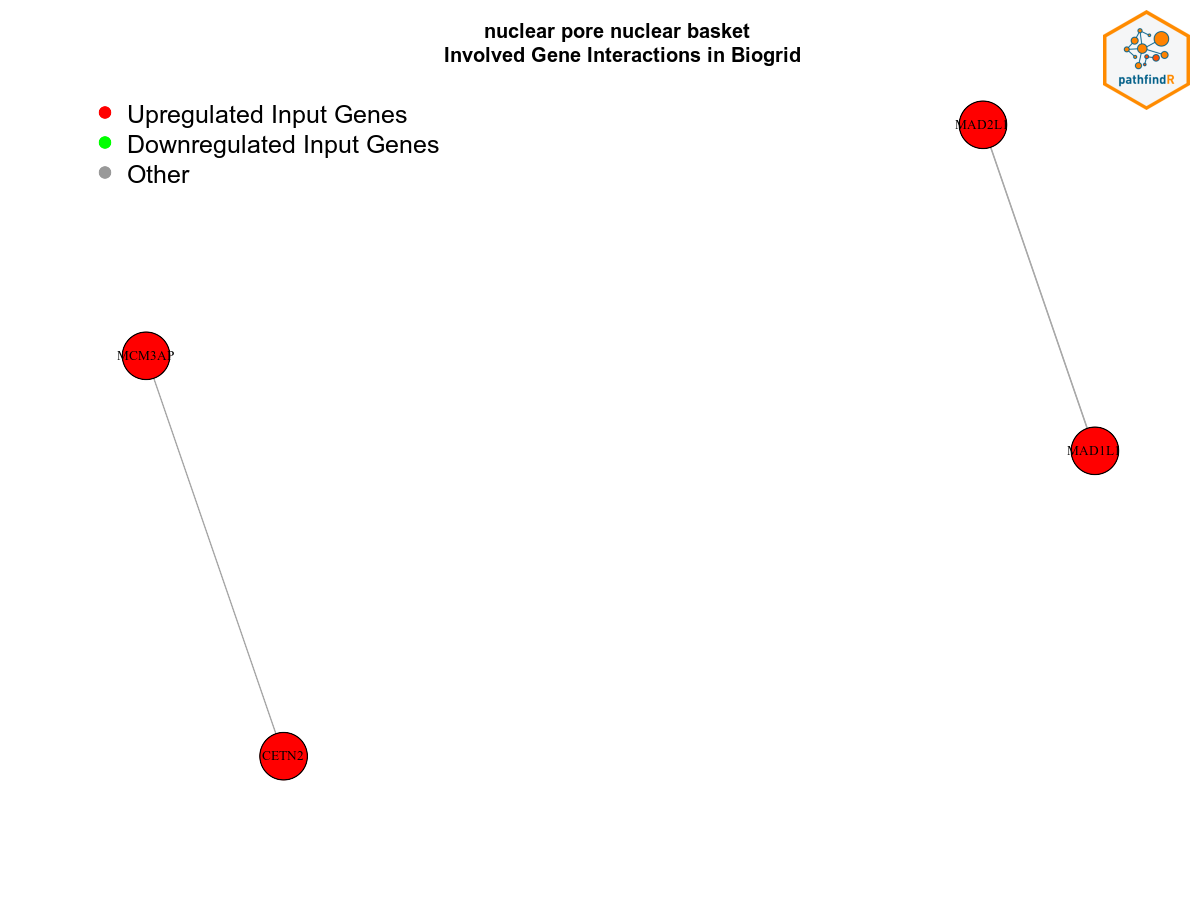 nuclear pore nuclear basket
Involved Gene Interactions in Biogrid
pathfindR
Upregulated Input Genes
Downregulated Input Genes
Other
MAD2L1
MCM3AP
MAD1L1
CETN2